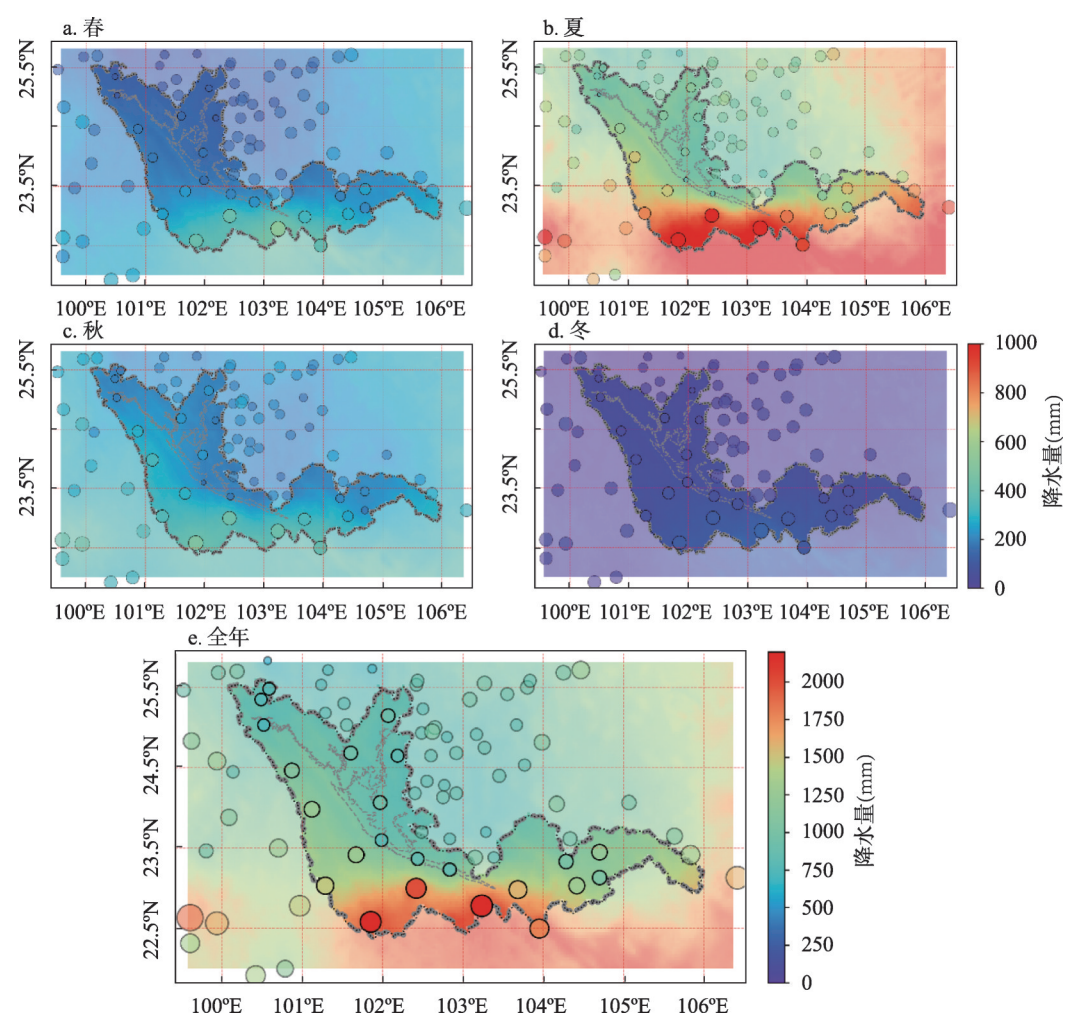 a. 春
b. 夏
25.5°N
23.5°N
25.5°N
23.5°N
100°E 101°E 102°E 103°E 104°E 105°E 106°E
100°E 101°E 102°E 103°E 104°E 105°E 106°E
c. 秋
d. 冬
25.5°N
23.5°N
25.5°N
23.5°N
1000
800
600
400
200
0
降水量(mm)
100°E 101°E 102°E 103°E 104°E 105°E 106°E
100°E 101°E 102°E 103°E 104°E 105°E 106°E
e. 全年
25.5°N
24.5°N
23.5°N
22.5°N
2000
1750
1500
1250
1000
750
500
250
0
降水量(mm)
100°E 101°E 102°E 103°E 104°E 105°E 106°E